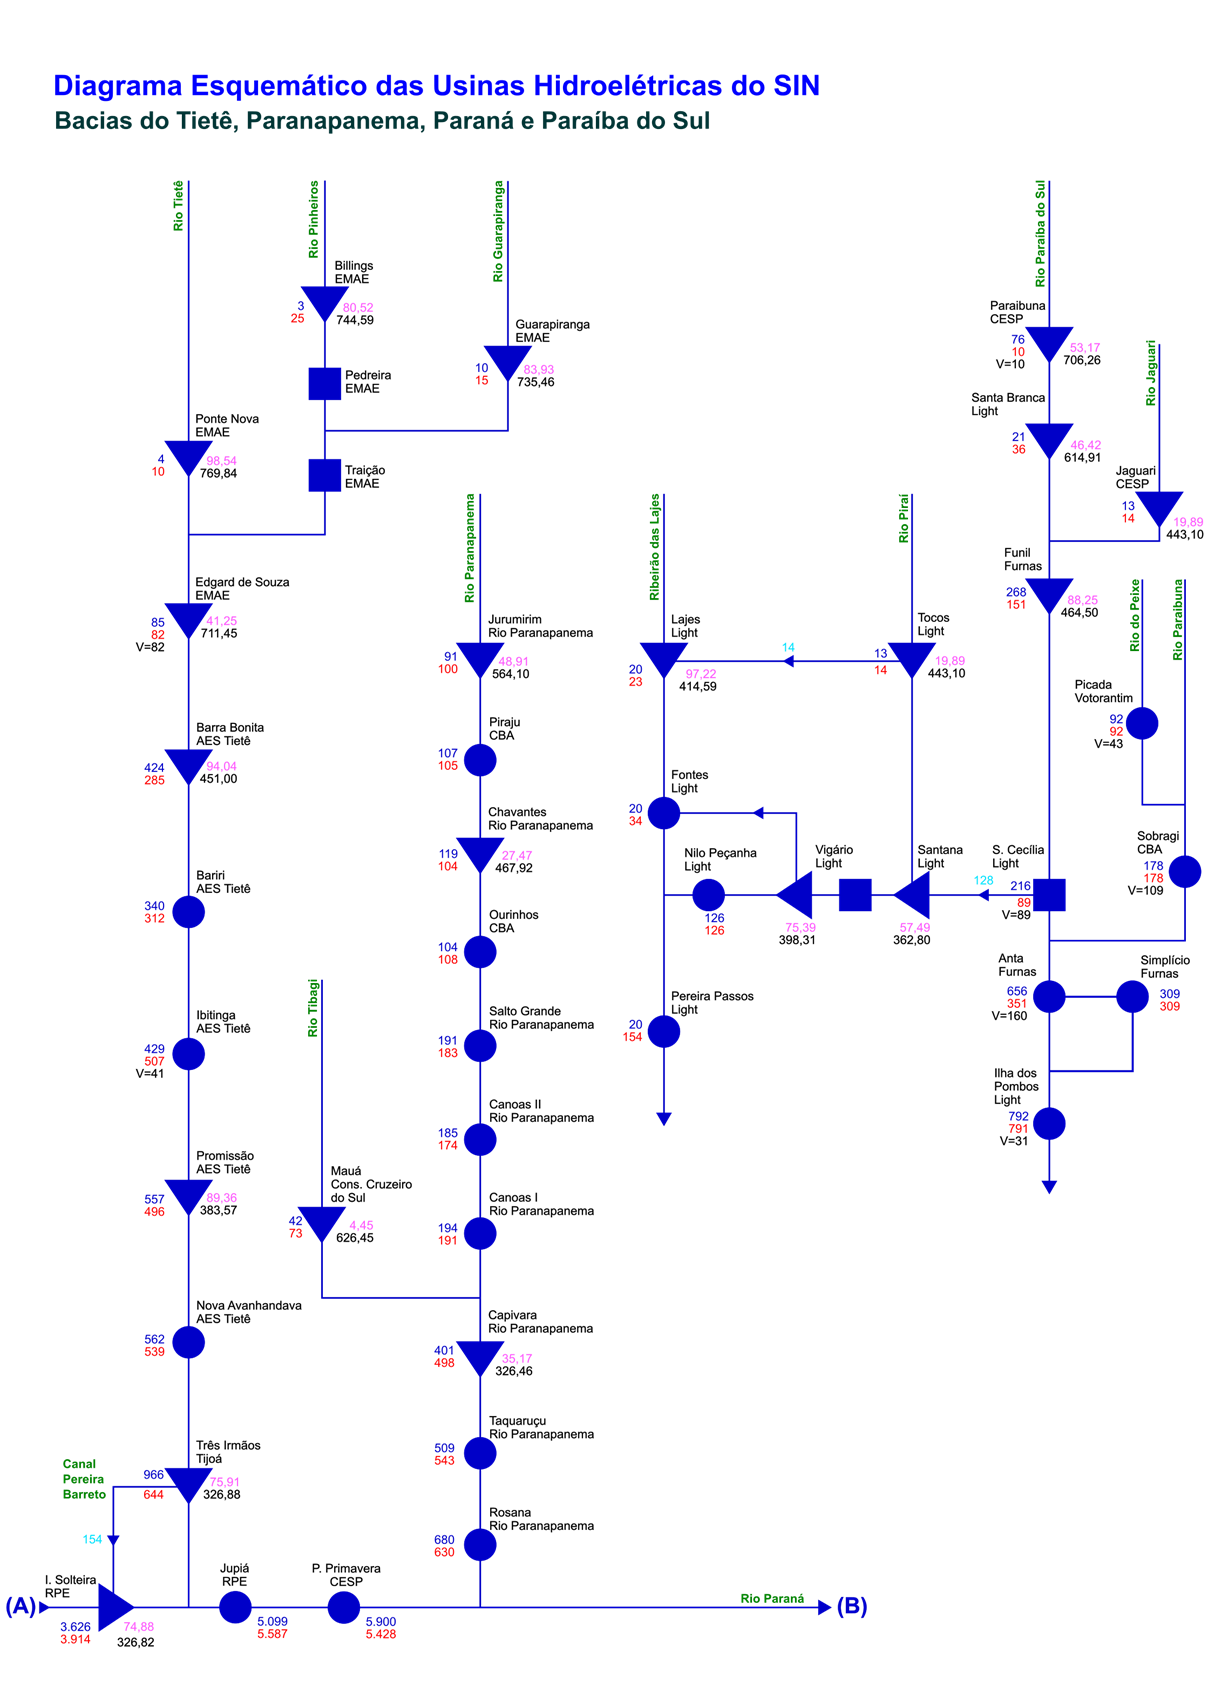 Diagrama Esquemático das Usinas Hidroelétricas do SIN
Bacias do Tietê, Paranapanema, Paraná e Paraíba do Sul
Rio Tietê
Ponte Nova
EMAE
4
10
98,54
769,84
Edgard de Souza
EMAE
85
82
V=82
41,25
711,45
Barra Bonita
AES Tietê
424
285
94,04
451,00
Bariri
AES Tietê
340
312
Ibitinga
AES Tietê
429
507
V=41
Promissão
AES Tietê
557
496
89,36
383,57
Nova Avanhandava
AES Tietê
562
539
Três Irmãos
Tijoá
966
644
75,91
326,88
Canal
Pereira
Barreto
154
Rio Pinheiros
Billings
EMAE
3
25
80,52
744,59
Pedreira
EMAE
Traição
EMAE
Rio Guarapiranga
Guarapiranga
EMAE
10
15
83,93
735,46
Rio Tibagi
Mauá
Cons. Cruzeiro
do Sul
42
73
4,45
626,45
Rio Paranapanema
Jurumirim
Rio Paranapanema
91
100
48,91
564,10
Piraju
CBA
107
105
Chavantes
Rio Paranapanema
119
104
27,47
467,92
Ourinhos
CBA
104
108
Salto Grande
Rio Paranapanema
191
183
Canoas II
Rio Paranapanema
185
174
Canoas I
Rio Paranapanema
194
191
Capivara
Rio Paranapanema
401
498
35,17
326,46
Taquaruçu
Rio Paranapanema
509
543
Rosana
Rio Paranapanema
680
630
Ribeirão das Lajes
Lajes
Light
20
23
97,22
414,59
14
Rio Piraí
Tocos
Light
13
14
19,89
443,10
Fontes
Light
20
34
Nilo Peçanha
Light
126
126
Vigário
Light
75,39
398,31
Santana
Light
57,49
362,80
128
Pereira Passos
Light
20
154
Rio Paraíba do Sul
Paraibuna
CESP
76
10
V=10
53,17
706,26
Santa Branca
Light
21
36
46,42
614,91
Rio Jaguari
Jaguari
CESP
13
14
19,89
443,10
Funil
Furnas
268
151
88,25
464,50
Rio do Peixe
Rio Paraibuna
Picada
Votorantim
92
92
V=43
Sobragi
CBA
178
178
V=109
S. Cecília
Light
216
89
V=89
Anta
Furnas
656
351
V=160
Simplício
Furnas
309
309
Ilha dos
Pombos
Light
792
791
V=31
(A)
I. Solteira
RPE
3.626
3.914
74,88
326,82
Jupiá
RPE
5.099
5.587
P. Primavera
CESP
5.900
5.428
Rio Paraná
(B)